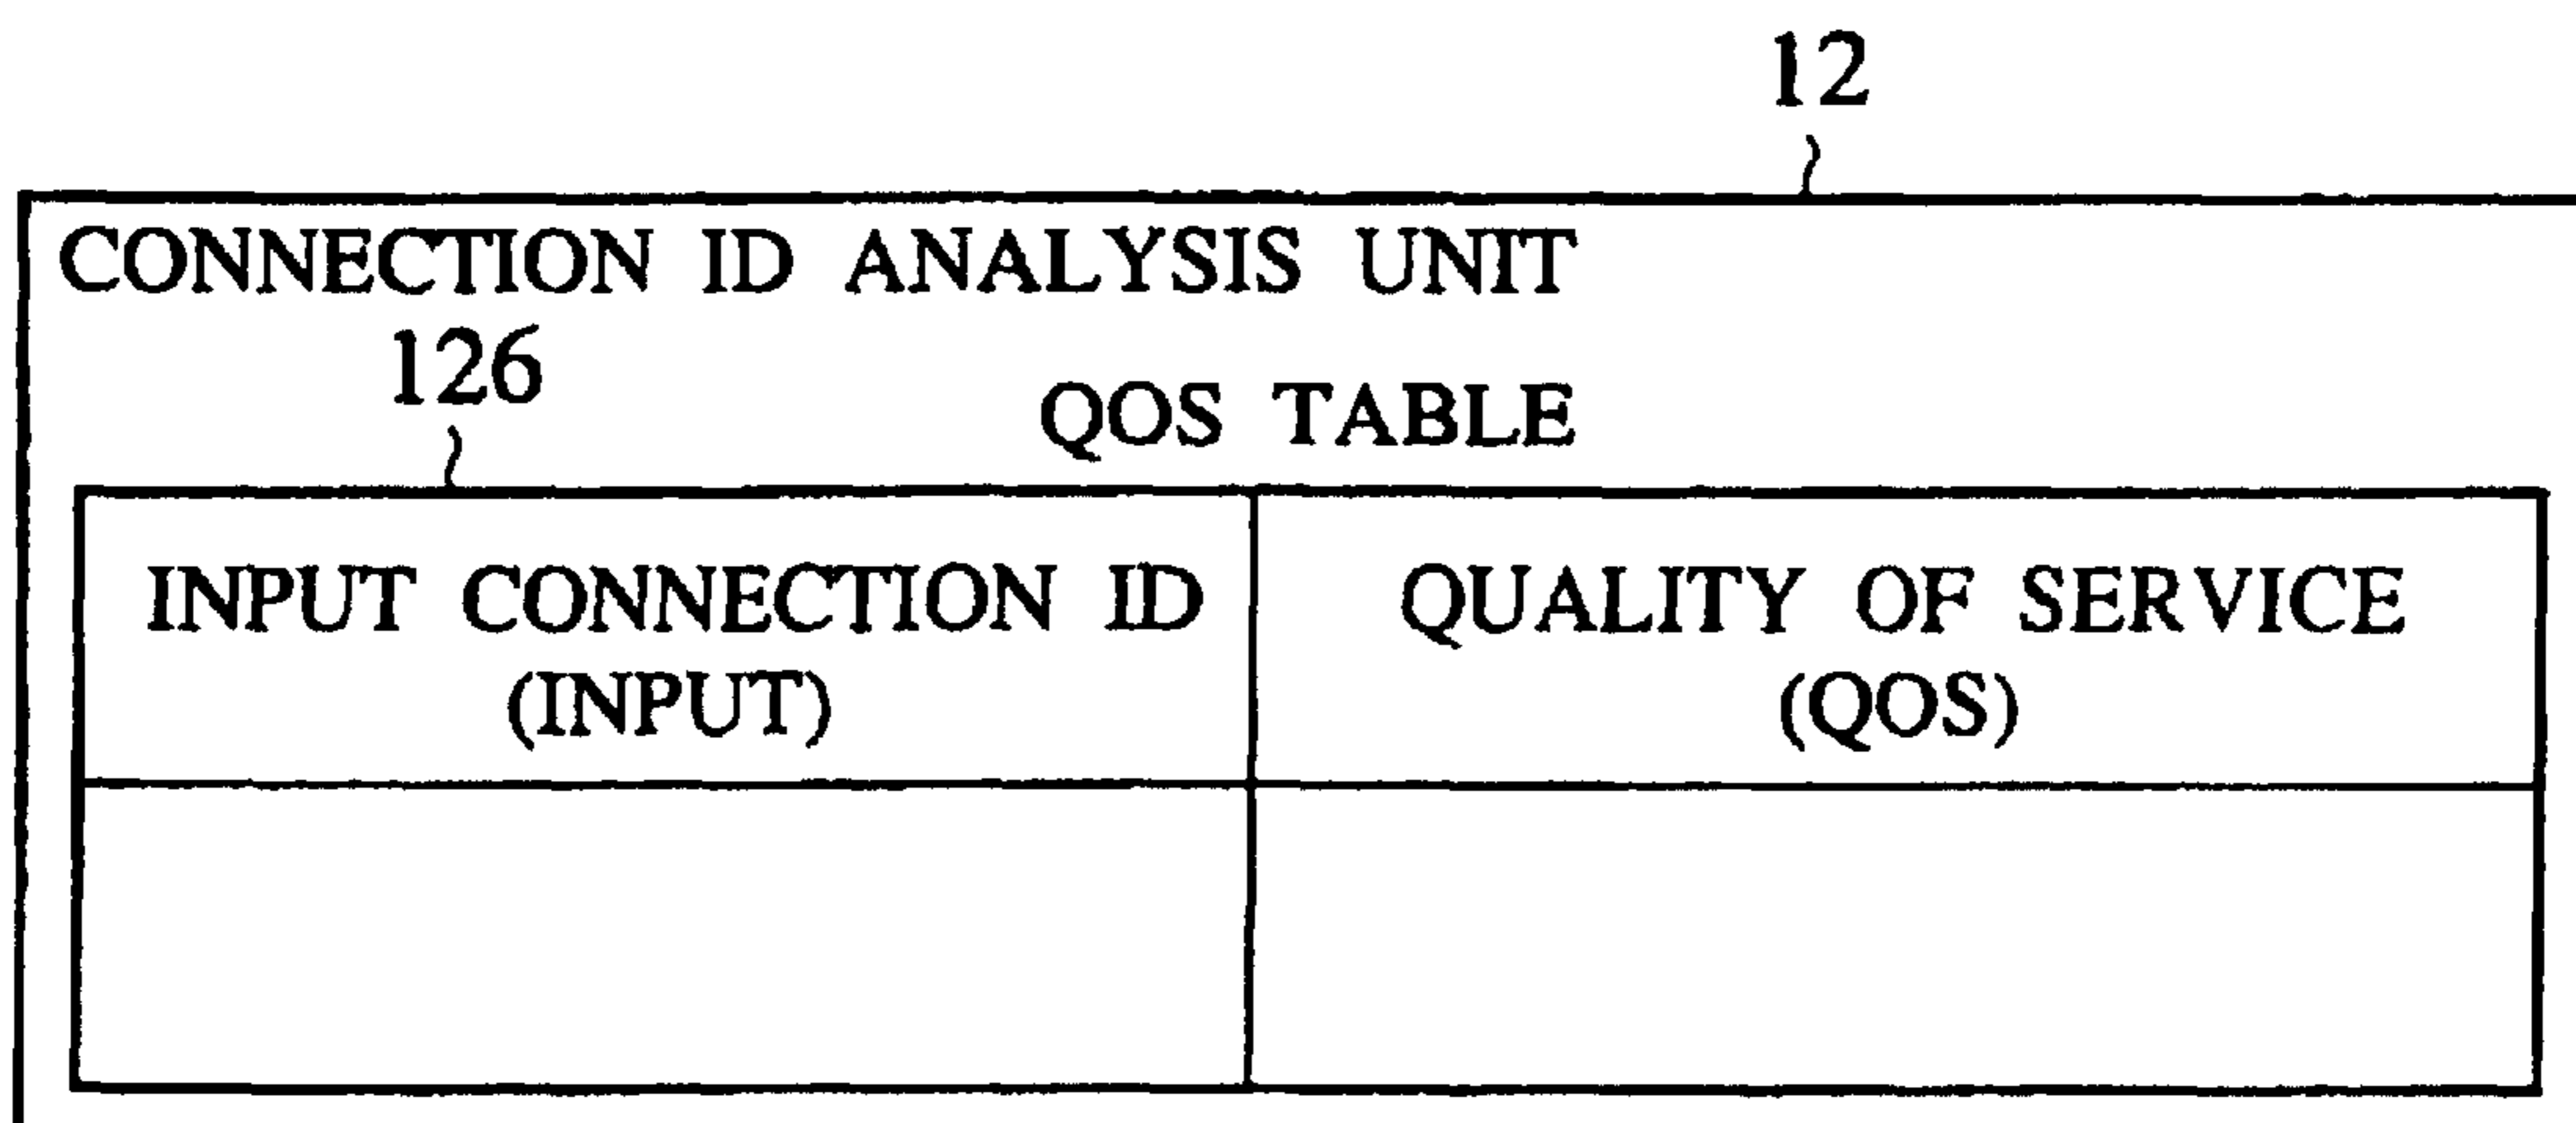 12
CONNECTION ID ANALYSIS UNIT
126
QOS TABLE
INPUT CONNECTION ID
(INPUT)
QUALITY OF SERVICE
(QOS)